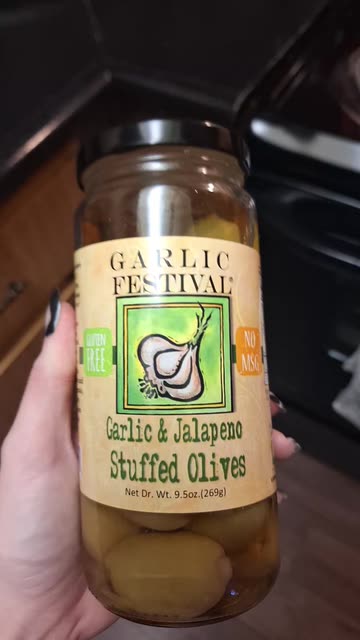 GARLIC
FESTIVAL®
GLUTEN
FREE
NO
MSG
Garlic & Jalapeno
Stuffed Olives
Net Dr. Wt. 9.5oz.(269g)